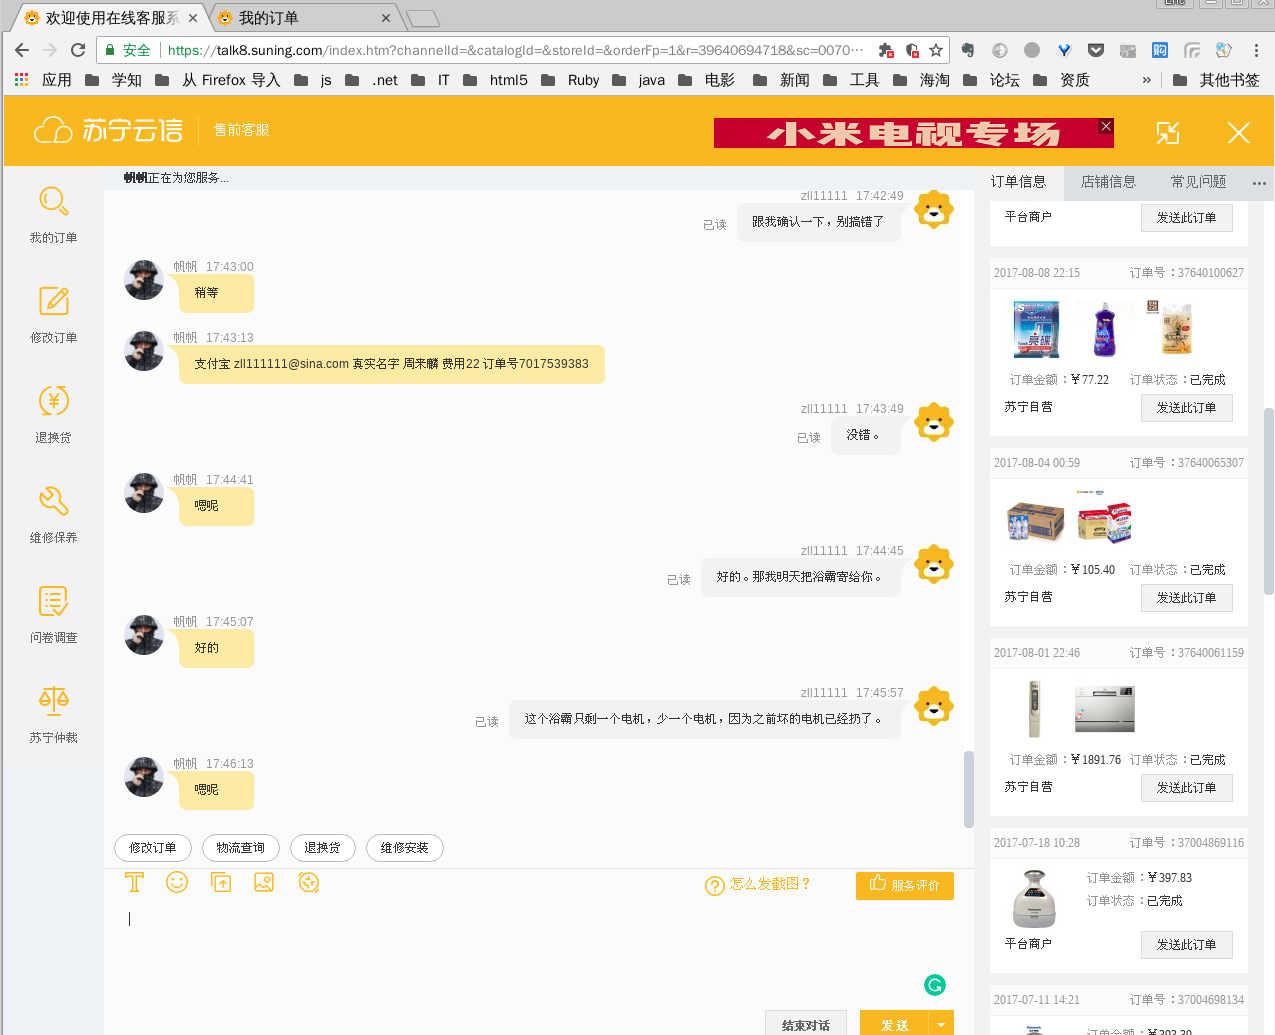 欢迎使用在线客服系
我的订单
安全
https://talk8.suning.com/index.htm?channelId=&catalogId=&storeId=&orderFp=1&r=39640694718&sc=0070…
应用 学知 从 Firefox 导入 js .net IT html5 Ruby java 电影 新闻 工具 海淘 论坛 资质 » 其他书签
苏宁云信 售前客服
小米电视专场
帆帆正在为您服务...
订单信息 店铺信息 常见问题 ...
我的订单
修改订单
退换货
维修保养
问卷调查
苏宁仲裁
zll11111 17:42:49
已读 跟我确认一下，别搞错了
帆帆 17:43:00
稍等
帆帆 17:43:13
支付宝 zll111111@sina.com 真实名字 周来麟 费用22 订单号7017539383
zll11111 17:43:49
已读 没错。
帆帆 17:44:41
嗯呢
zll11111 17:44:45
已读 好的。那我明天把浴霸寄给你。
帆帆 17:45:07
好的
zll11111 17:45:57
已读 这个浴霸只剩一个电机，少一个电机，因为之前坏的电机已经扔了。
帆帆 17:46:13
嗯呢
修改订单 物流查询 退换货 维修安装
怎么发截图？ 服务评价
结束对话 发 送
平台商户 发送此订单
2017-08-08 22:15 订单号：37640100627
订单金额：￥77.22 订单状态：已完成
苏宁自营 发送此订单
2017-08-04 00:59 订单号：37640065307
订单金额：￥105.40 订单状态：已完成
苏宁自营 发送此订单
2017-08-01 22:46 订单号：37640061159
订单金额：￥1891.76 订单状态：已完成
苏宁自营 发送此订单
2017-07-18 10:28 订单号：37004869116
订单金额：￥397.83
订单状态：已完成
平台商户 发送此订单
2017-07-11 14:21 订单号：37004698134
订单金额：￥393.30